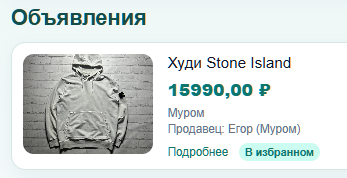 Объявления
Худи Stone Island
15990,00 ₽
Муром
Продавец: Егор (Муром)
Подробнее В избранном